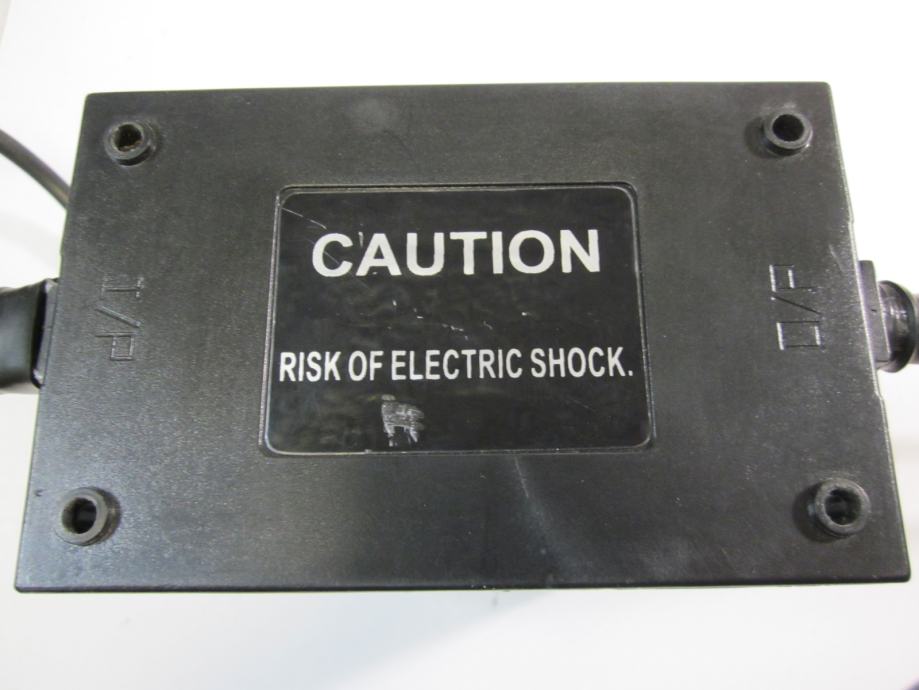 CAUTION
RISK OF ELECTRIC SHOCK.
I/P
O/P